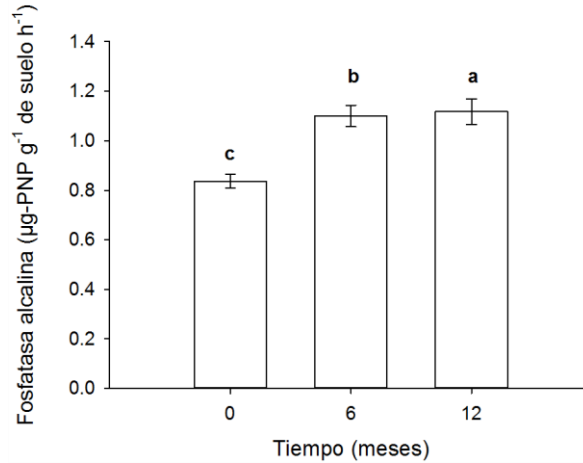 Fosfatasa alcalina (µg-PNP g⁻¹ de suelo h⁻¹)
1.4
1.2
1.0
0.8
0.6
0.4
0.2
0.0
c
b
a
0
6
12
Tiempo (meses)